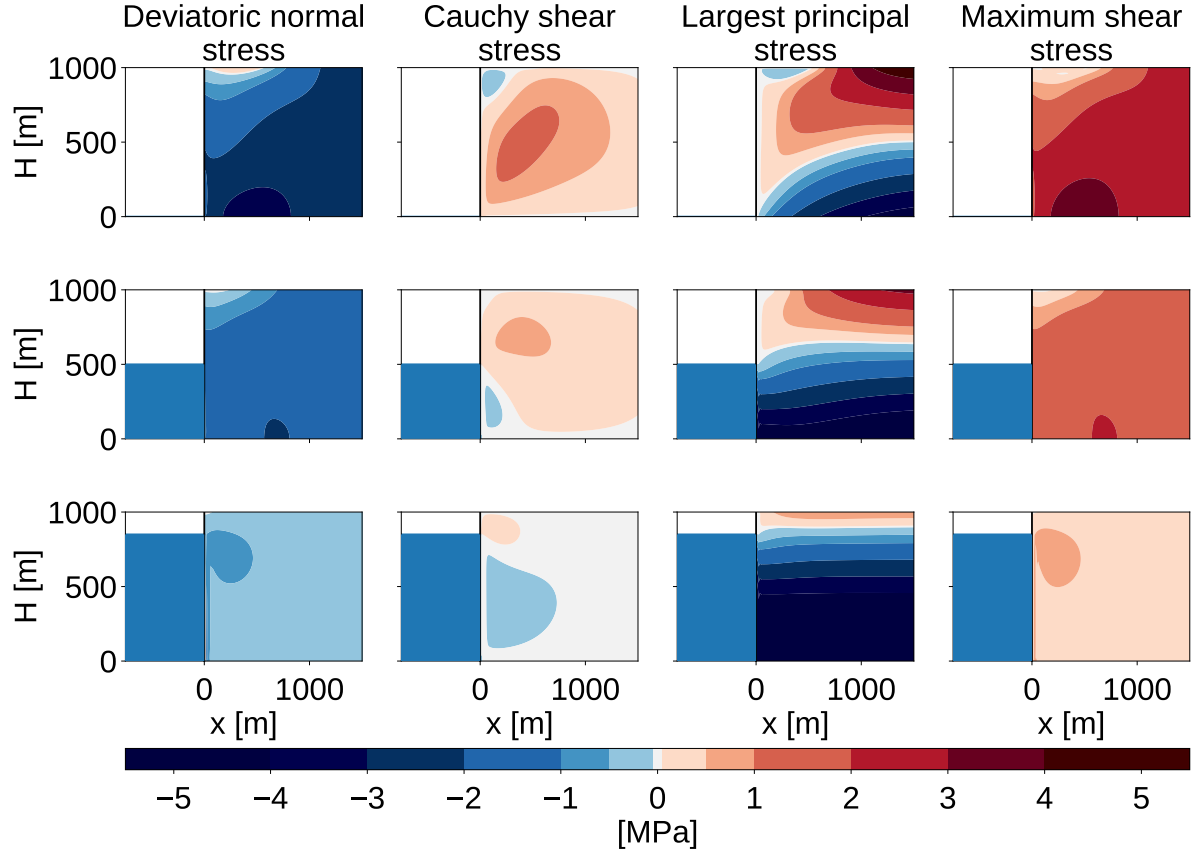 Deviatoric normal stress
Cauchy shear stress
Largest principal stress
Maximum shear stress
H [m]
1000
500
0
H [m]
1000
500
0
H [m]
1000
500
0
0 1000 0 1000 0 1000 0 1000
x [m] x [m] x [m] x [m]
−5 −4 −3 −2 −1 0 1 2 3 4 5
[MPa]